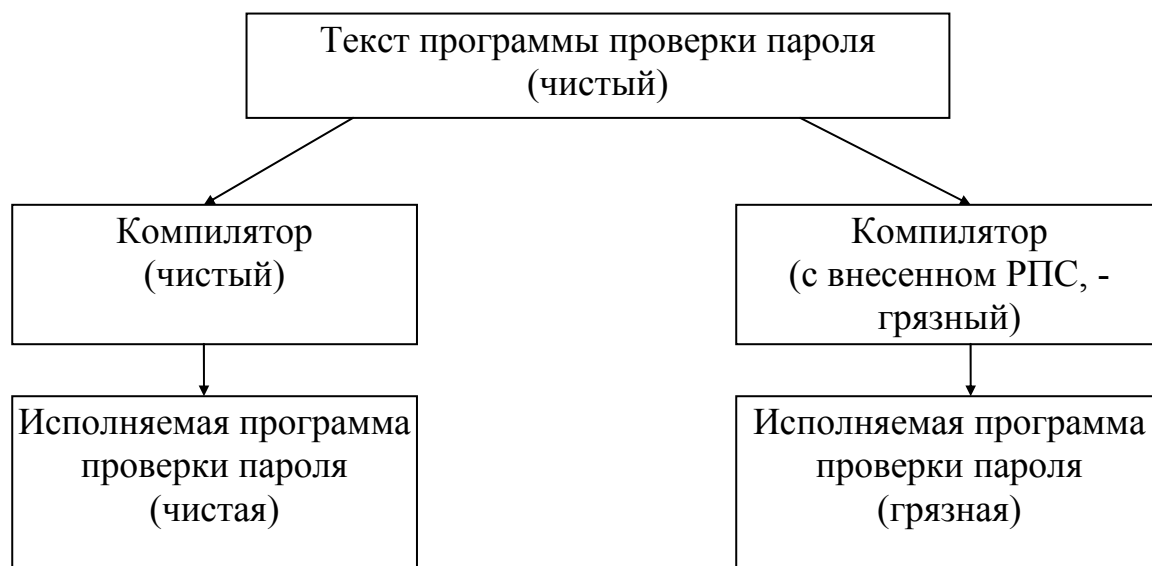 Текст программы проверки пароля
(чистый)
Компилятор
(чистый)
Компилятор
(с внесенном РПС, -
грязный)
Исполняемая программа
проверки пароля
(чистая)
Исполняемая программа
проверки пароля
(грязная)